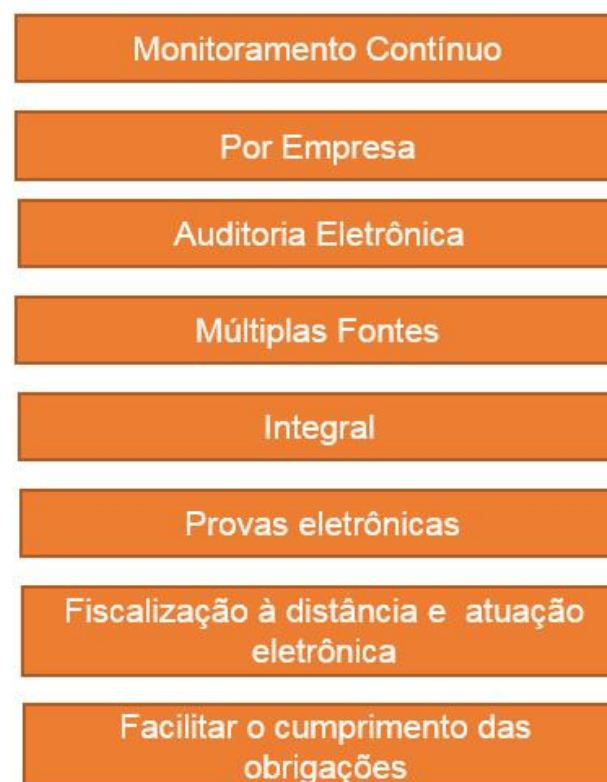 Monitoramento Contínuo
Por Empresa
Auditoria Eletrônica
Múltiplas Fontes
Integral
Provas eletrônicas
Fiscalização à distância e atuação
eletrônica
Facilitar o cumprimento das
obrigações